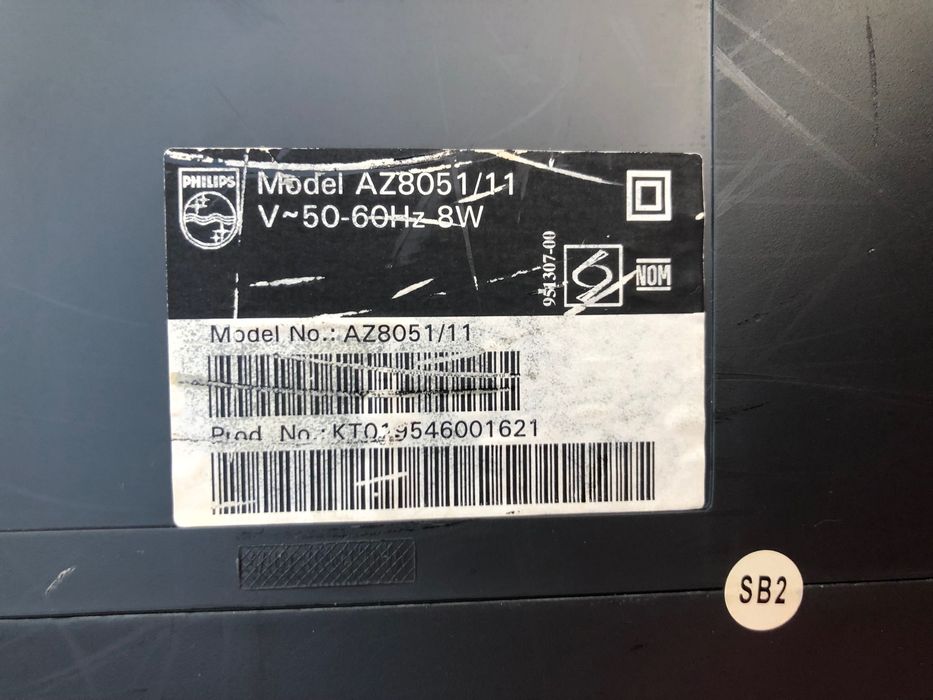 PHILIPS
Model AZ8051/11
V~50-60Hz 8W
951307-00
NOM
Model No.: AZ8051/11
Prod. No.: KT019546001621
SB2